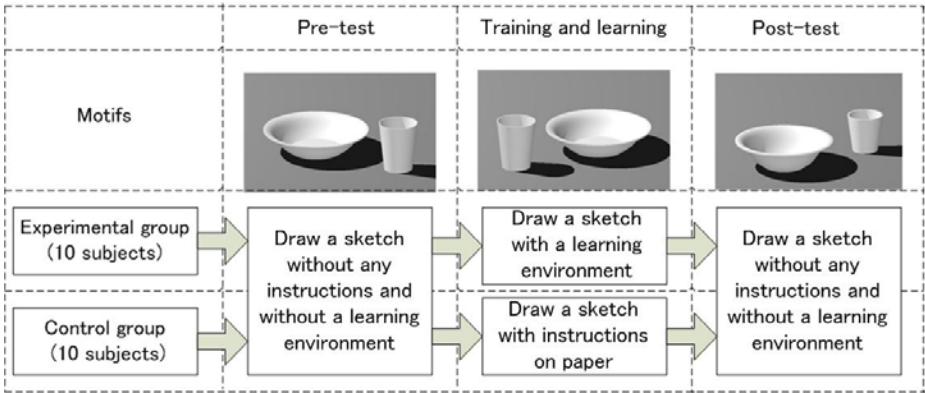 Pre-test
Training and learning
Post-test
Motifs
Experimental group
(10 subjects)
Draw a sketch
without any
instructions and
without a learning
environment
Draw a sketch
with a learning
environment
Draw a sketch
without any
instructions and
without a learning
environment
Control group
(10 subjects)
Draw a sketch
with instructions
on paper